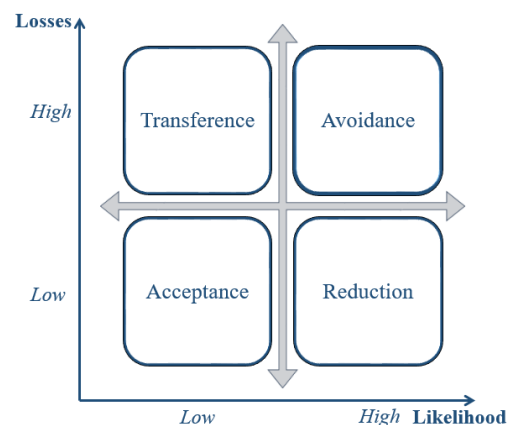 Losses
High
Transference
Avoidance
Low
Acceptance
Reduction
Low
High
Likelihood